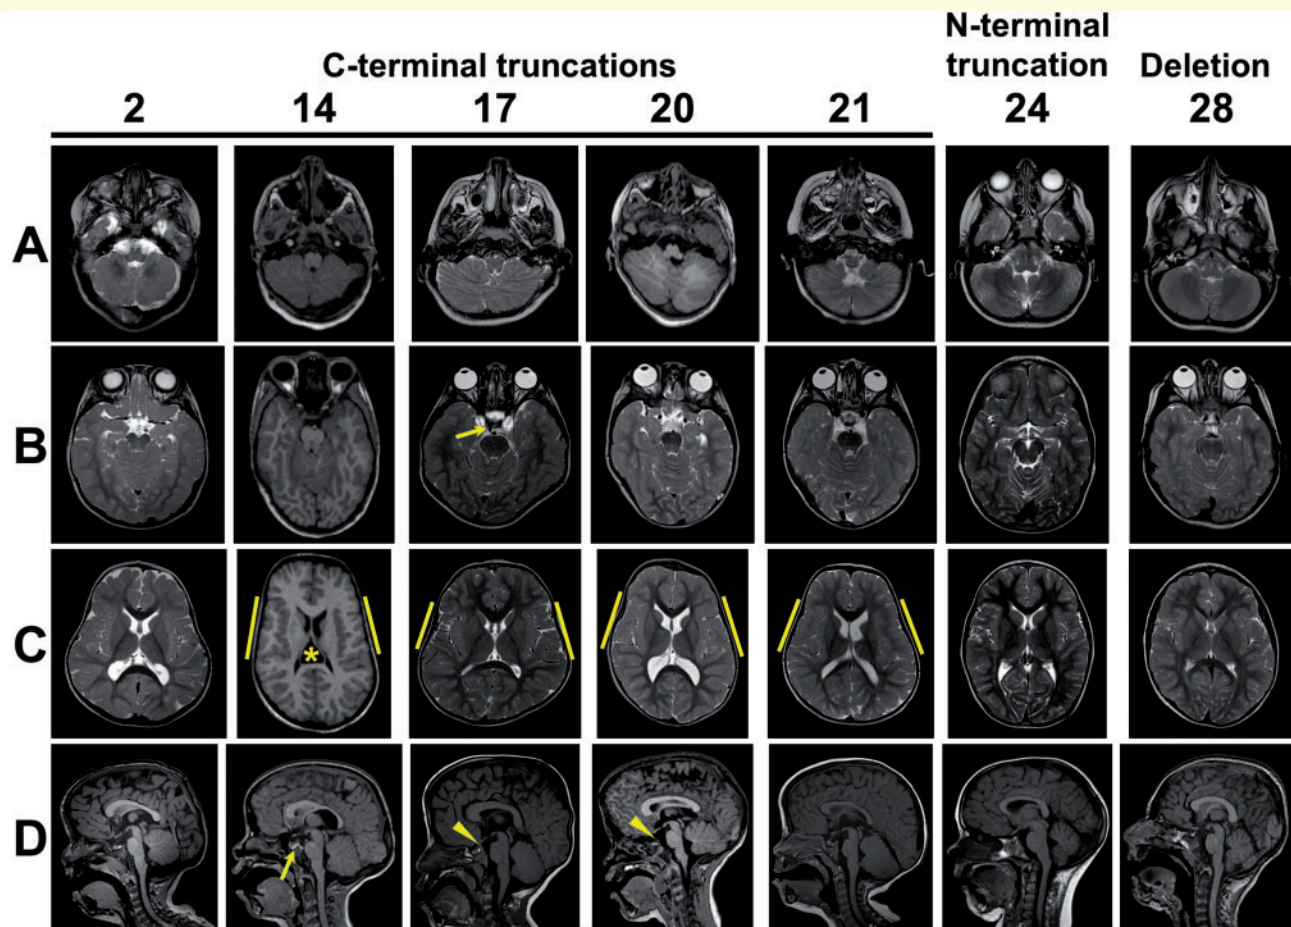 N-terminal
C-terminal truncations truncation Deletion
2 14 17 20 21 24 28
A
B
C
*
D